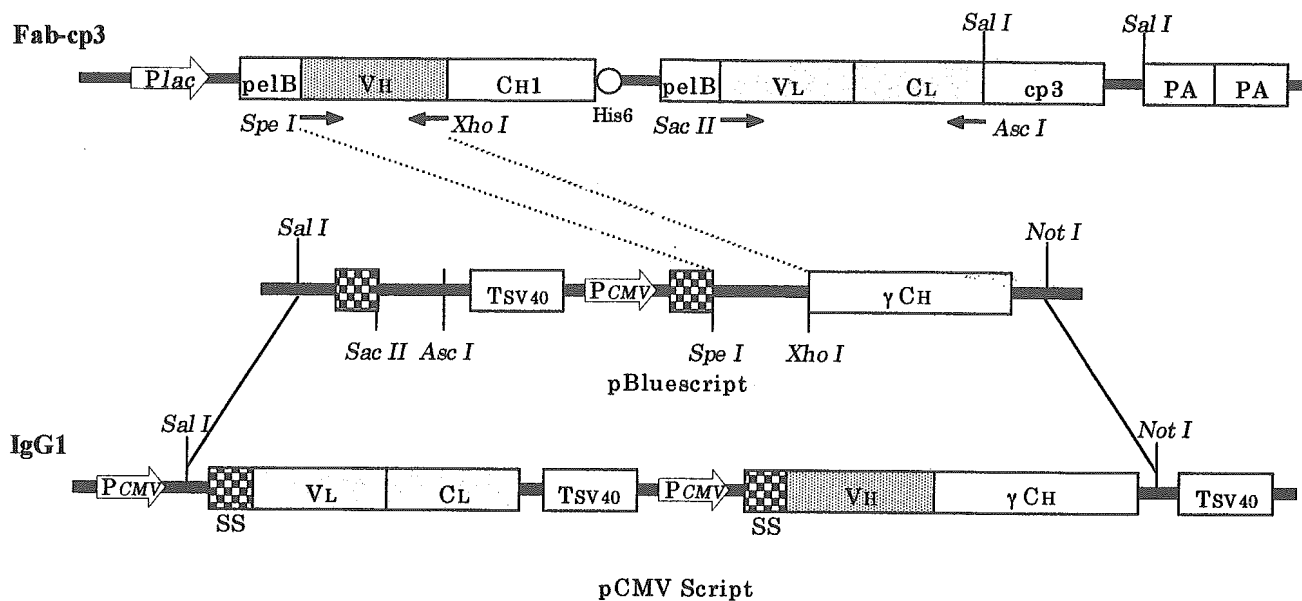 Fab-cp3
Sal I Sal I
Plac pelB VH CH1 His6 pelB VL CL cp3 PA PA
Spe I Xho I Sac II Asc I
Sal I Not I
TSV40 PCMV γ CH
Sac II Asc I Spe I Xho I
pBluescript
IgG1
Sal I Not I
PCMV VL CL TSV40 PCMV VH γ CH TSV40
SS SS
pCMV Script